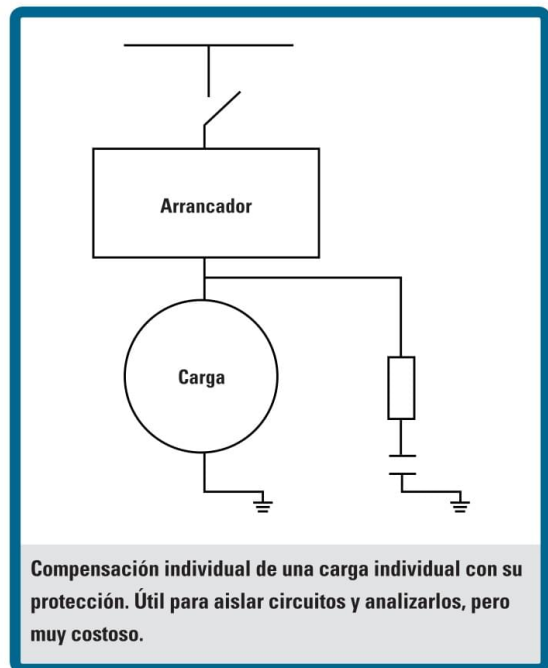 Arrancador
Carga
Compensación individual de una carga individual con su
protección. Útil para aislar circuitos y analizarlos, pero
muy costoso.